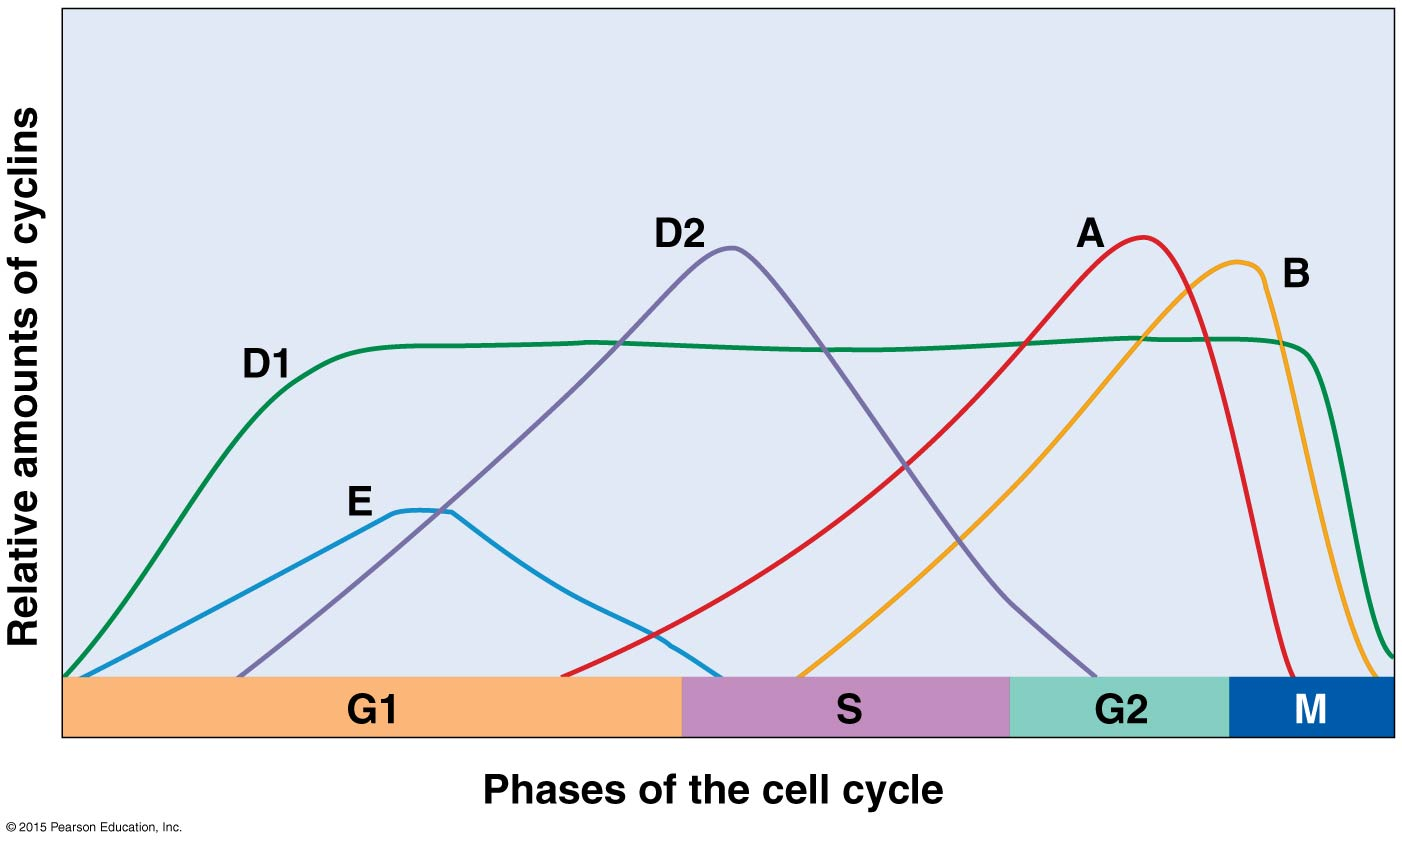 Relative amounts of cyclins
D1
E
D2
A
B
G1
S
G2
M
Phases of the cell cycle
© 2015 Pearson Education, Inc.